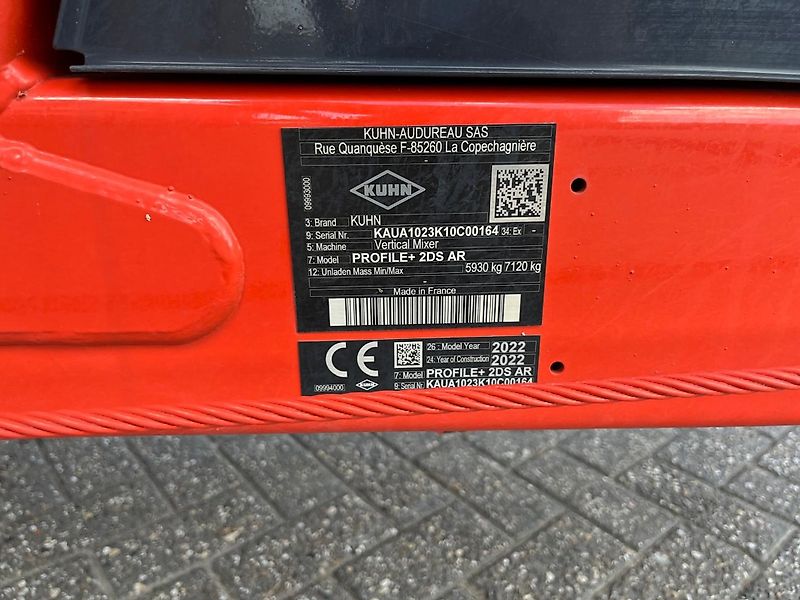 KUHN-AUDUREAU SAS
Rue Quanquèse F-85260 La Copechagnière
-
09993000
KUHN
3: Brand KUHN
9: Serial Nr. KAUA1023K10C00164 34: Ex -
5: Machine Vertical Mixer
7: Model PROFILE+ 2DS AR
12: Unladen Mass Min/Max 5930 kg 7120 kg
-
Made in France
CE
26 : Model Year 2022
24: Year of Construction 2022
7: Model PROFILE+ 2DS AR
09994000 KUHN 9: Serial Nr. KAUA1023K10C00164